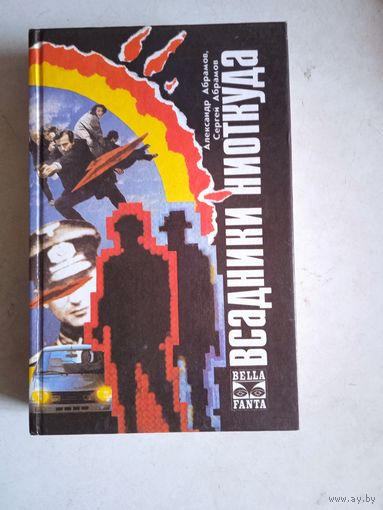 Александр Абрамов,
Сергей Абрамов
ВСАДНИКИ НИОТКУДА
BELLA
FANTA
www.ay.by